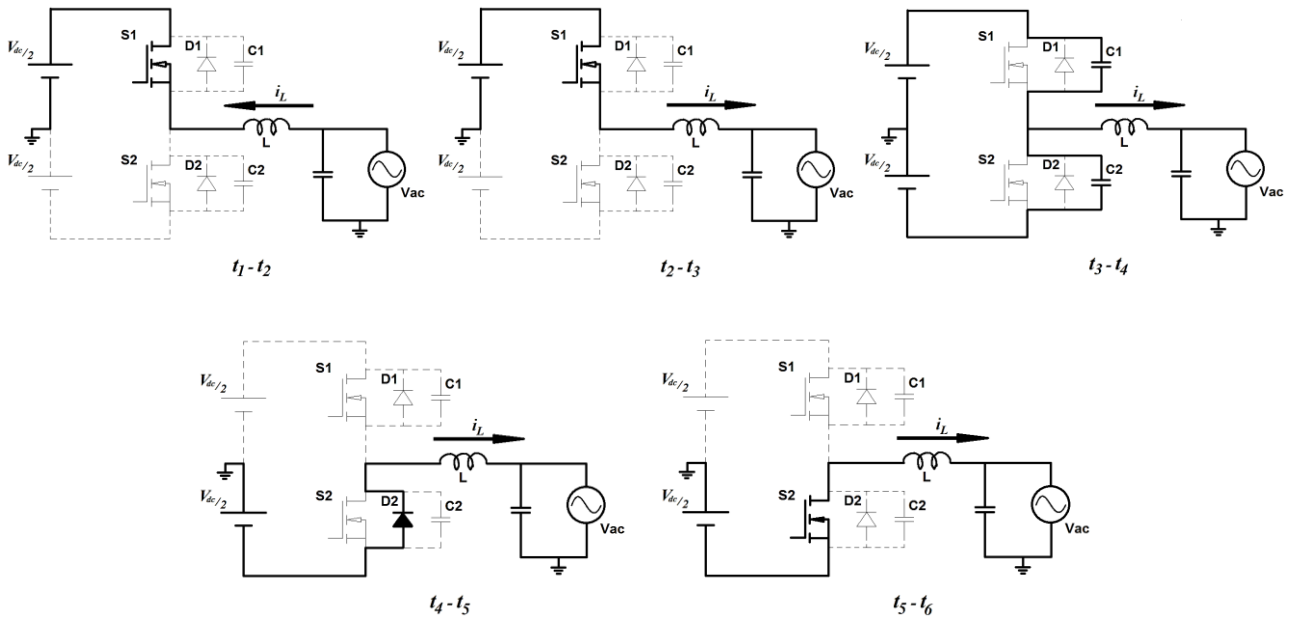 S1
D1
C1
Vdc/2
iL
L
Vdc/2
S2
D2
C2
Vac
t1 - t2
S1
D1
C1
Vdc/2
iL
L
Vdc/2
S2
D2
C2
Vac
t2 - t3
S1
D1
C1
Vdc/2
iL
L
Vdc/2
S2
D2
C2
Vac
t3 - t4
S1
D1
C1
Vdc/2
iL
L
Vdc/2
S2
D2
C2
Vac
t4 - t5
S1
D1
C1
Vdc/2
iL
L
Vdc/2
S2
D2
C2
Vac
t5 - t6